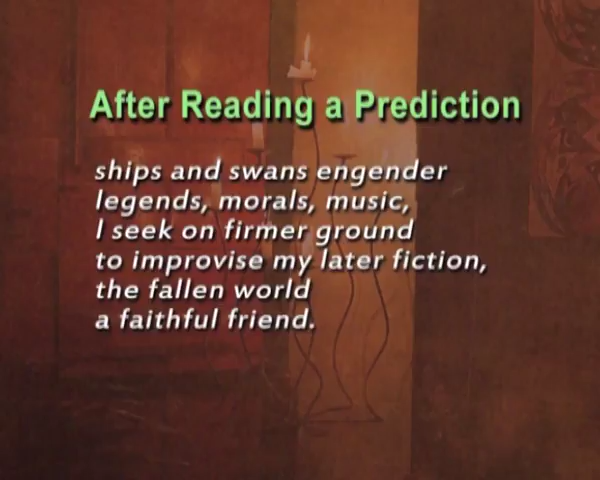 After Reading a Prediction
ships and swans engender
legends, morals, music,
I seek on firmer ground
to improvise my later fiction,
the fallen world
a faithful friend.